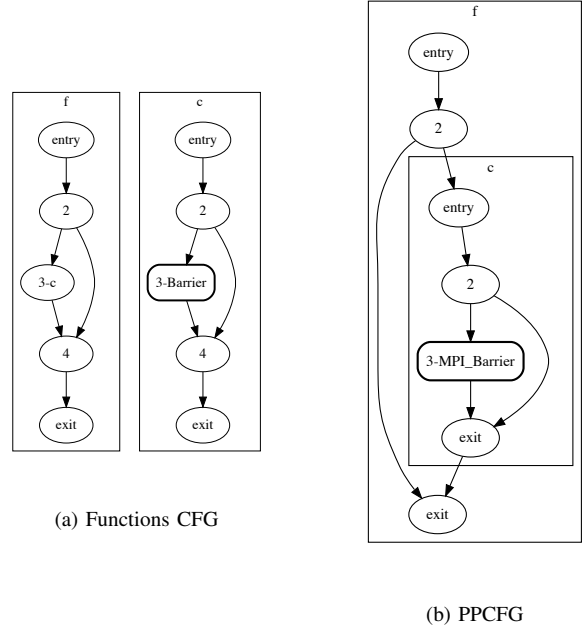 f
entry
2
3-c
4
exit
c
entry
2
3-Barrier
4
exit
(a) Functions CFG
f
entry
2
c
entry
2
3-MPI_Barrier
exit
exit
(b) PPCFG